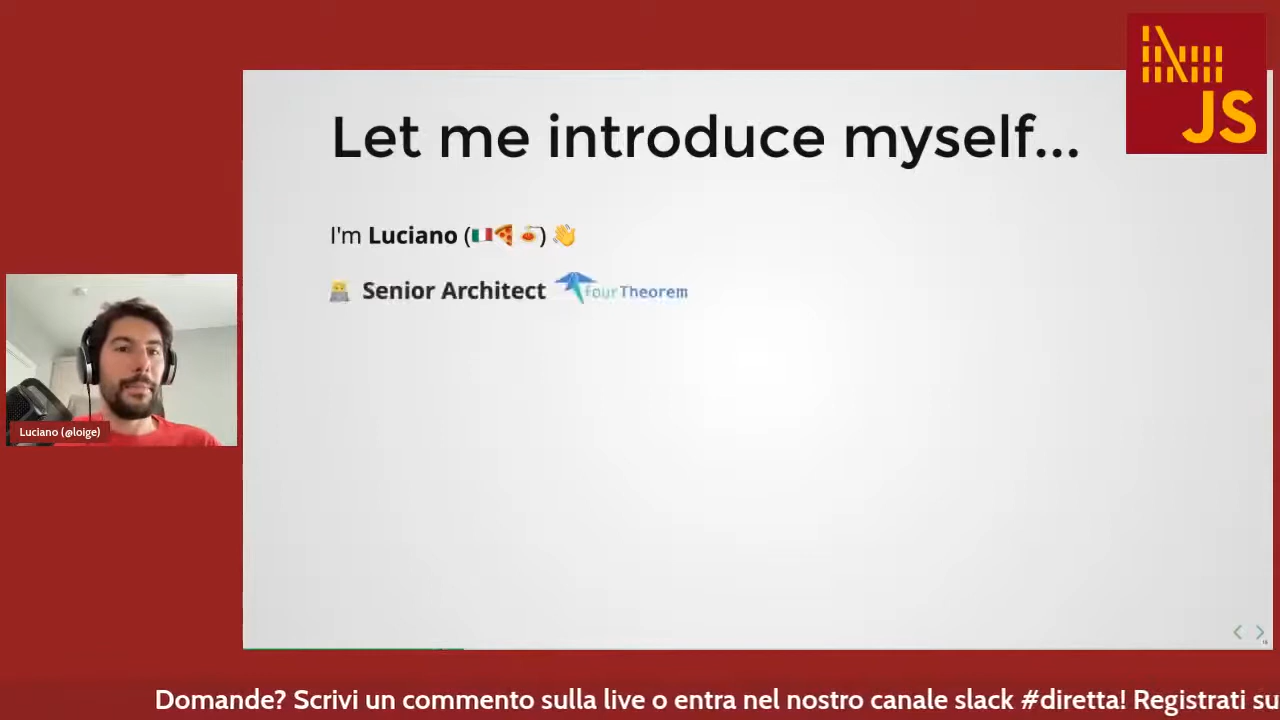 JS
Let me introduce myself...
I'm Luciano (🇮🇹🍕🍝) 👋
👨‍💻 Senior Architect fourTheorem
Luciano (@loige)
Domande? Scrivi un commento sulla live o entra nel nostro canale slack #diretta! Registrati su